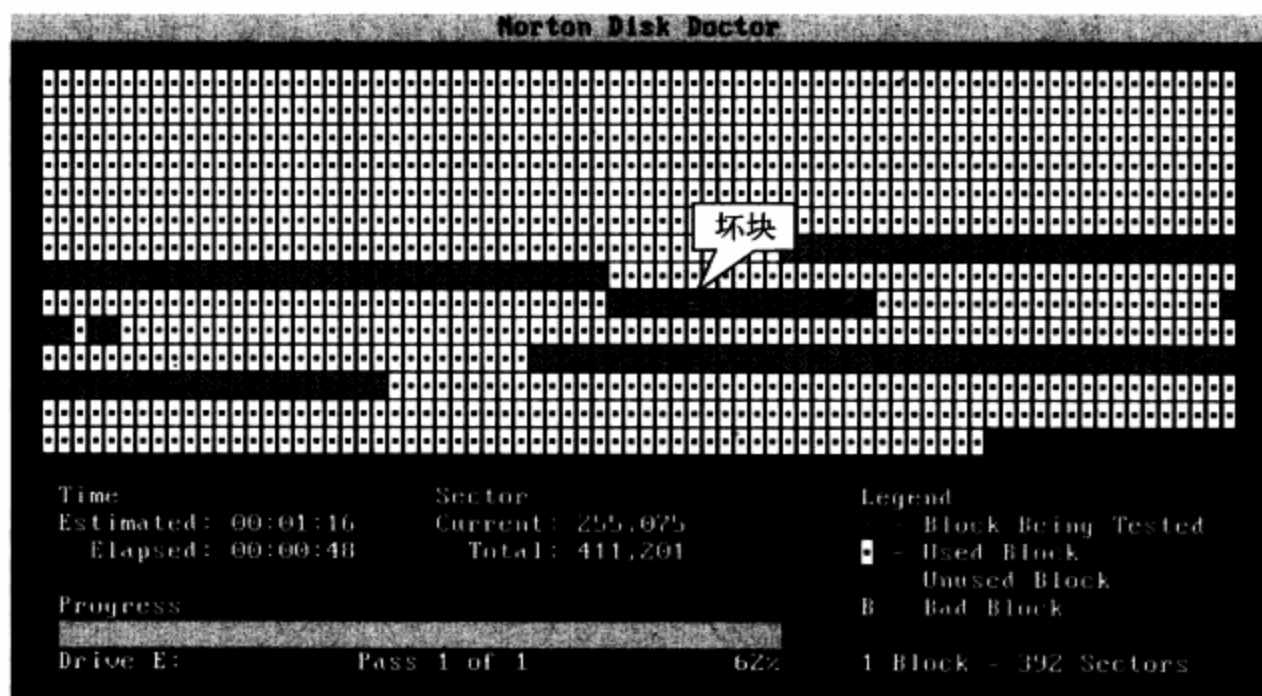 Norton Disk Doctor
坏块
Time
Estimated: 00:01:16
Elapsed: 00:00:48
Sector
Current: 255,075
Total: 411,201
Legend
- Block Being Tested
- Used Block
Unused Block
B Bad Block
Progress
Drive E:
Pass 1 of 1
62%
1 Block - 392 Sectors